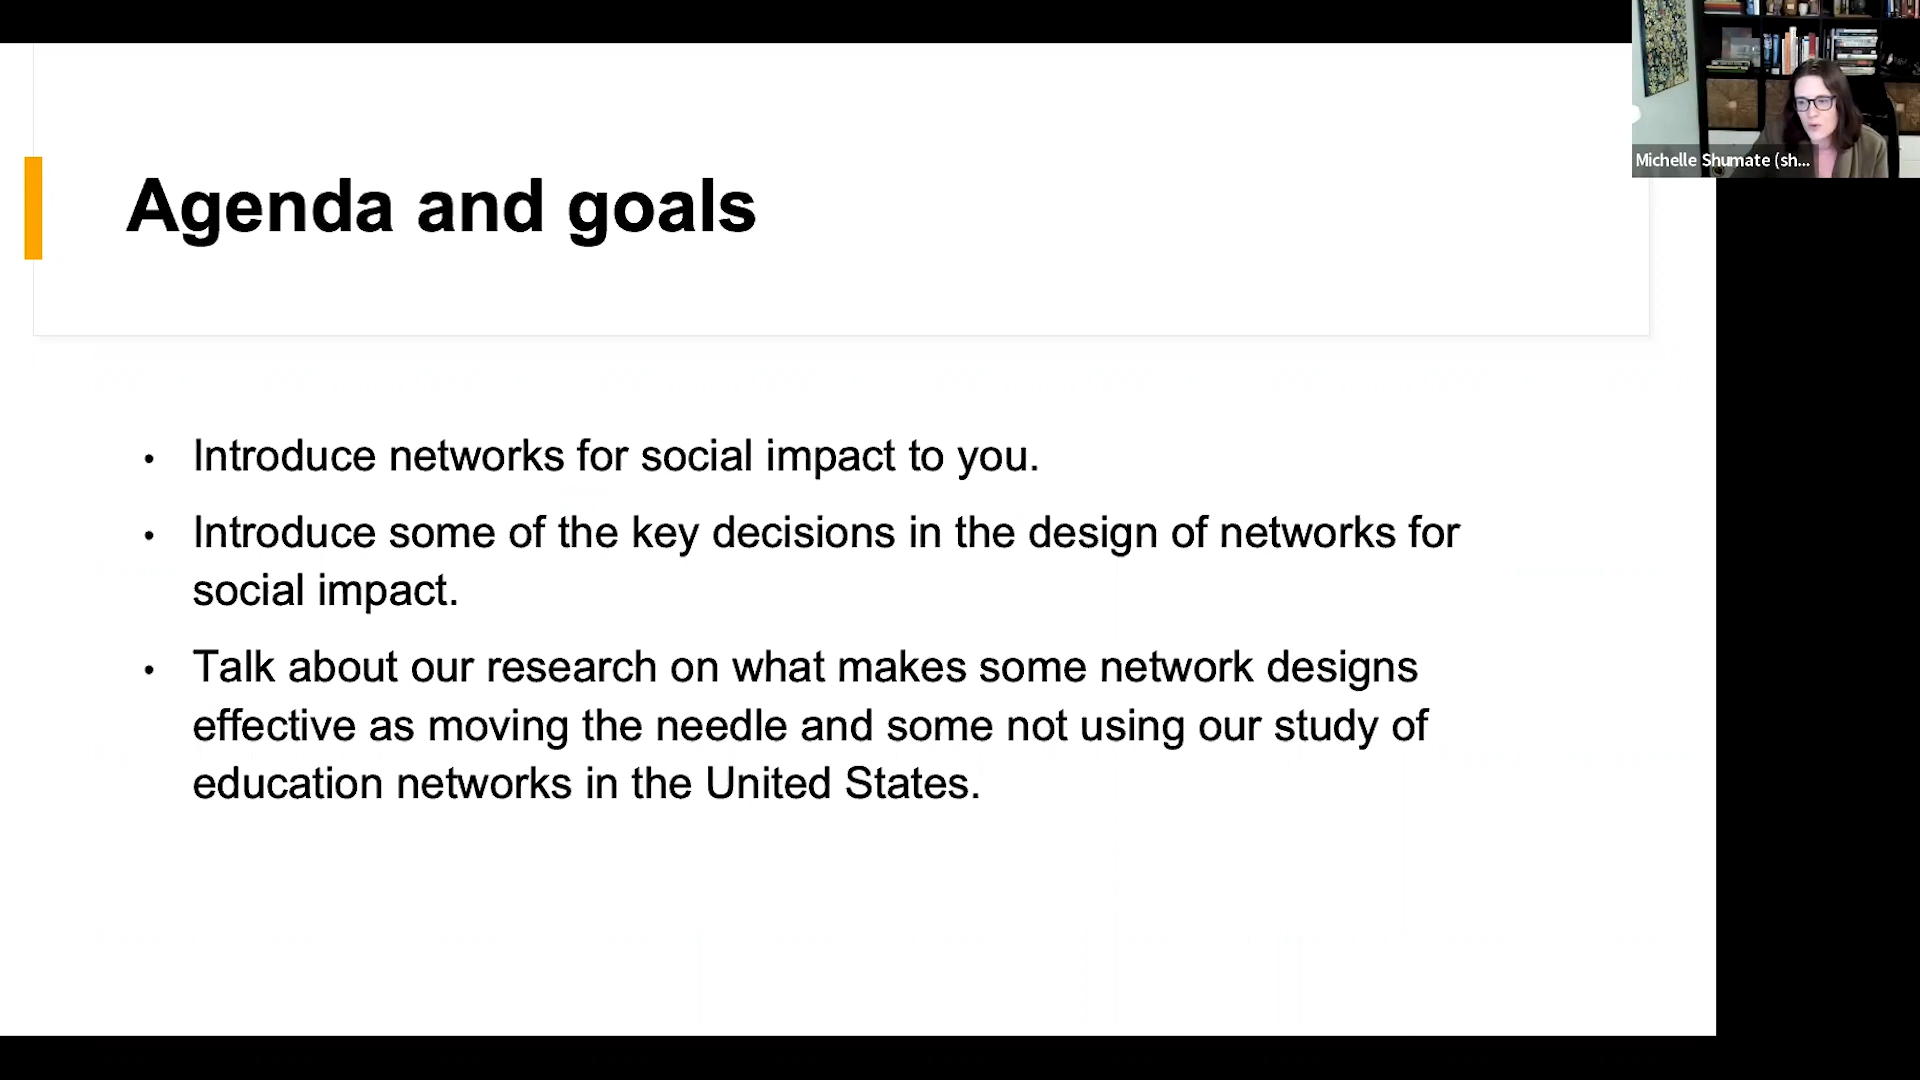 Michelle Shumate (sh...
Agenda and goals
• Introduce networks for social impact to you.
• Introduce some of the key decisions in the design of networks for
social impact.
• Talk about our research on what makes some network designs
effective as moving the needle and some not using our study of
education networks in the United States.